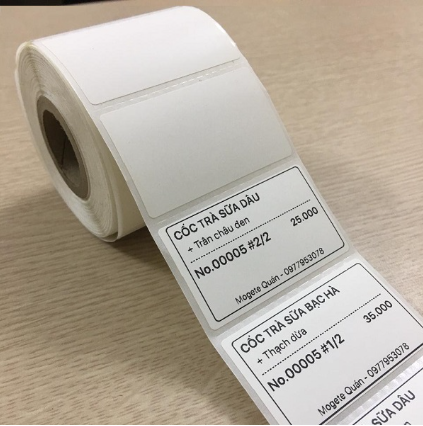 CỐC TRÀ SỮA DÂU
+ Trân châu đen
25.000
No.00005 #2/2
Mogete Quán - 0977953078
CỐC TRÀ SỮA BẠC HÀ
+ Thạch dừa
35.000
No.00005 #1/2
Mogete Quán - 0977953078
SỮA DÂU